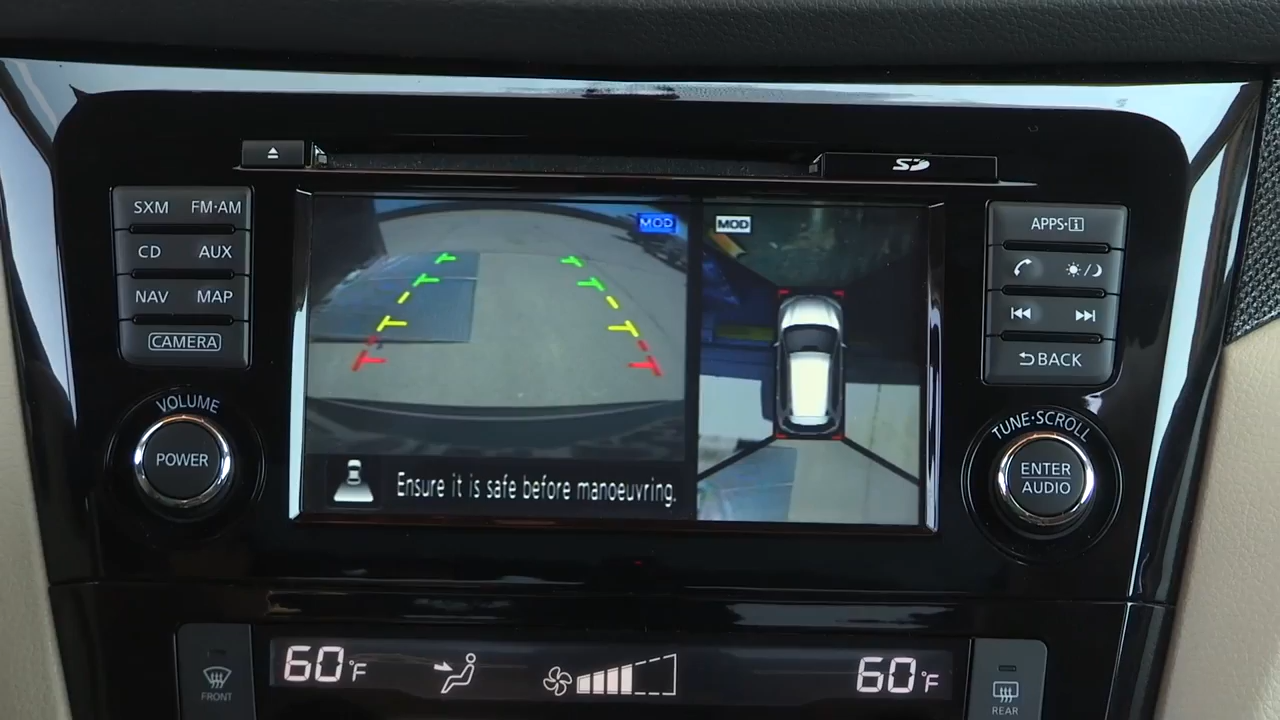 SD
SXM FM·AM
CD AUX
NAV MAP
CAMERA
VOLUME
POWER
MOD
MOD
Ensure it is safe before manoeuvring.
APPS·i
BACK
TUNE·SCROLL
ENTER
AUDIO
60°F
60°F
FRONT
REAR